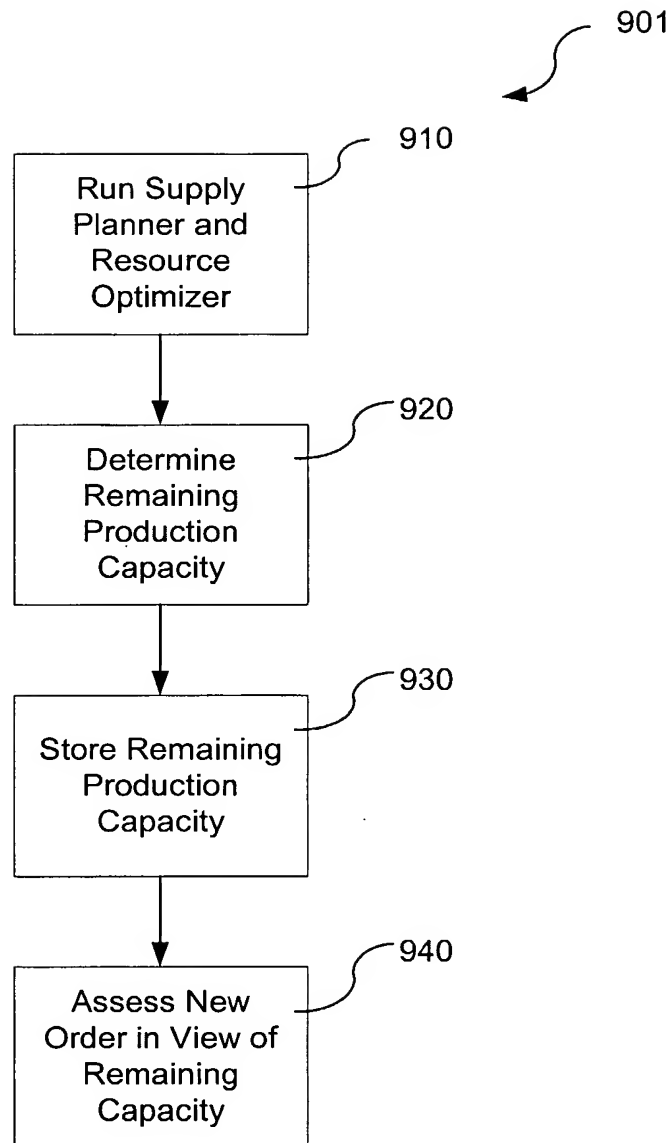 901
910
Run Supply
Planner and
Resource
Optimizer
920
Determine
Remaining
Production
Capacity
930
Store Remaining
Production
Capacity
940
Assess New
Order in View of
Remaining
Capacity